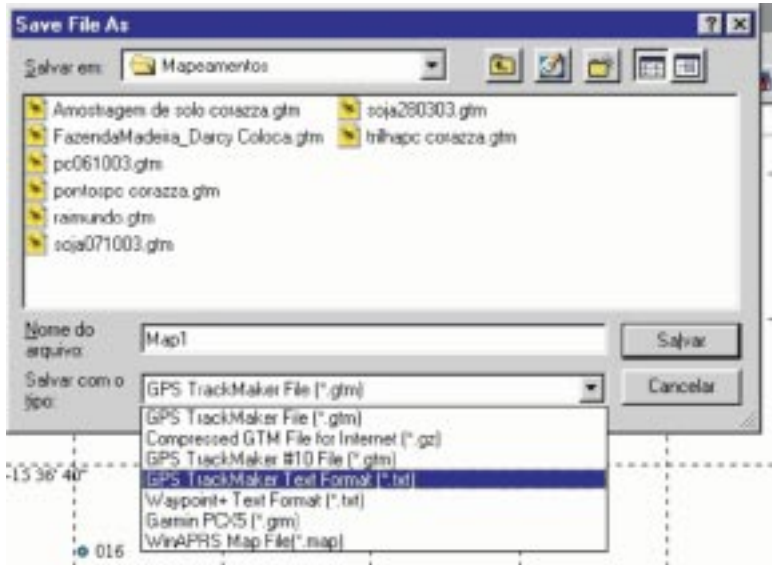 Save File As
Salvar em: Mapeamentos
Amostragem de solo corazza.gtm
FazendaMadeira_Darcy Coloca.gtm
pc061003.gtm
pontospc corazza.gtm
raimundo.gtm
soja071003.gtm
soja280303.gtm
trilhapc corazza.gtm
Nome do arquivo: Map1
Salvar
Salvar com o tipo: GPS TrackMaker File (*.gtm)
Cancelar
GPS TrackMaker File (*.gtm)
Compressed GTM File for Internet (*.gz)
GPS TrackMaker #10 File (*.gtm)
GPS TrackMaker Text Format (*.txt)
Waypoint+ Text Format (*.txt)
Garmin PCX5 (*.grm)
WinAPRS Map File(*.map)
-15 36' 40"
016